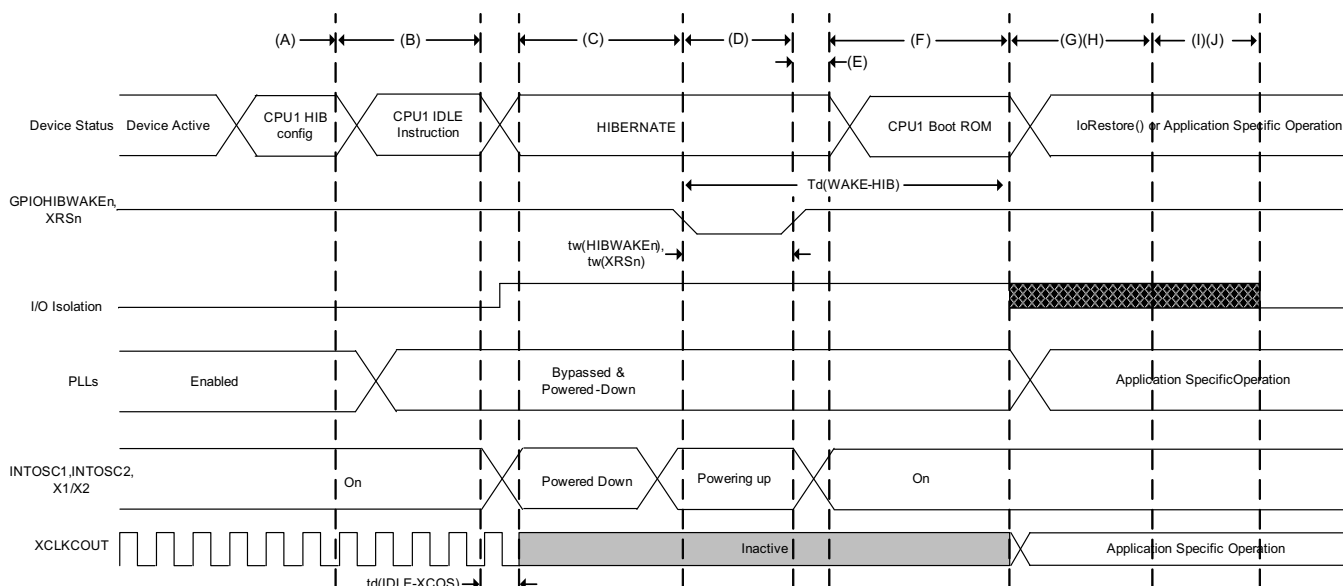 (A)
(B)
(C)
(D)
(E)
(F)
(G)(H)
(I)(J)
Device Status
Device Active
CPU1 HIB
config
CPU1 IDLE
Instruction
HIBERNATE
CPU1 Boot ROM
IoRestore() or Application Specific Operation
Td(WAKE-HIB)
GPIOHIBWAKEn,
XRSn
tw(HIBWAKEn),
tw(XRSn)
I/O Isolation
PLLs
Enabled
Bypassed &
Powered-Down
Application SpecificOperation
INTOSC1,INTOSC2,
X1/X2
On
Powered Down
Powering up
On
XCLKCOUT
Inactive
Application Specific Operation
td(IDLE-XCOS)